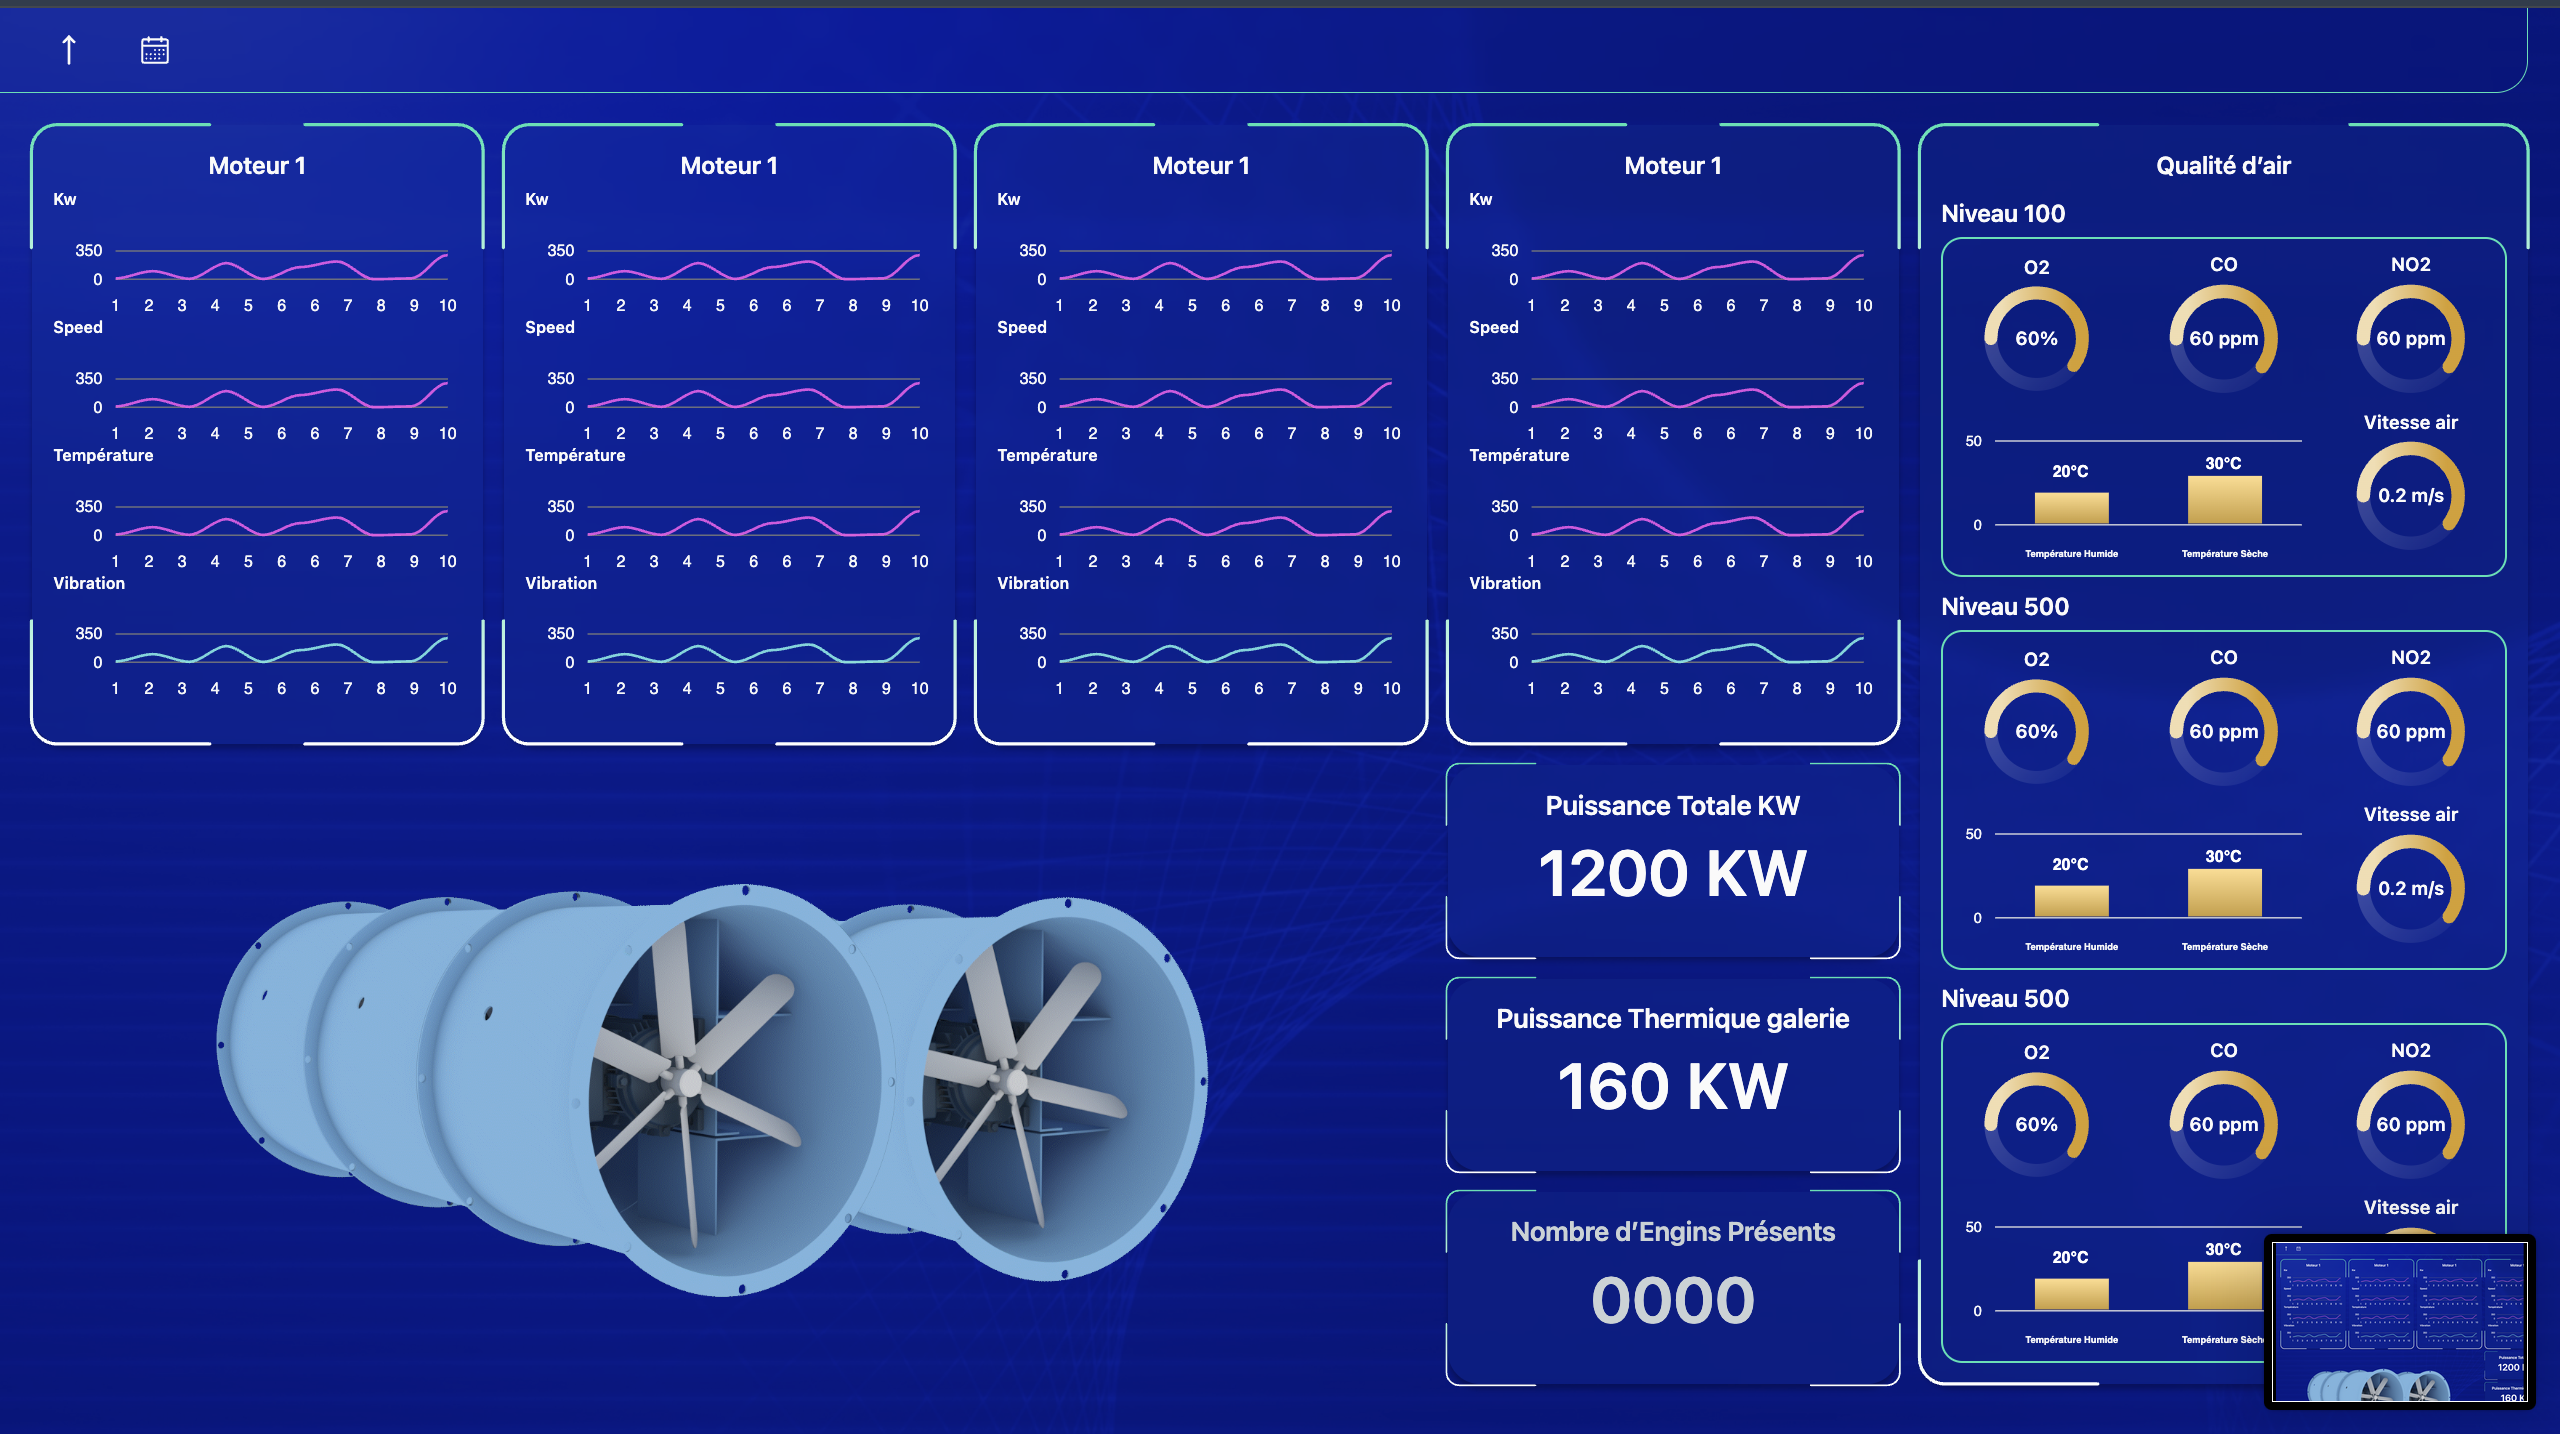 Moteur 1
Kw
350
0
1 2 3 4 5 6 6 7 8 9 10
Speed
350
0
1 2 3 4 5 6 6 7 8 9 10
Température
350
0
1 2 3 4 5 6 6 7 8 9 10
Vibration
350
0
1 2 3 4 5 6 6 7 8 9 10
Moteur 1
Kw
350
0
1 2 3 4 5 6 6 7 8 9 10
Speed
350
0
1 2 3 4 5 6 6 7 8 9 10
Température
350
0
1 2 3 4 5 6 6 7 8 9 10
Vibration
350
0
1 2 3 4 5 6 6 7 8 9 10
Moteur 1
Kw
350
0
1 2 3 4 5 6 6 7 8 9 10
Speed
350
0
1 2 3 4 5 6 6 7 8 9 10
Température
350
0
1 2 3 4 5 6 6 7 8 9 10
Vibration
350
0
1 2 3 4 5 6 6 7 8 9 10
Moteur 1
Kw
350
0
1 2 3 4 5 6 6 7 8 9 10
Speed
350
0
1 2 3 4 5 6 6 7 8 9 10
Température
350
0
1 2 3 4 5 6 6 7 8 9 10
Vibration
350
0
1 2 3 4 5 6 6 7 8 9 10
Puissance Totale KW
1200 KW
Puissance Thermique galerie
160 KW
Nombre d’Engins Présents
0000
Qualité d’air
Niveau 100
O2 CO NO2
60% 60 ppm 60 ppm
Vitesse air
50
20°C 30°C
0.2 m/s
0
Température Humide Température Sèche
Niveau 500
O2 CO NO2
60% 60 ppm 60 ppm
Vitesse air
50
20°C 30°C
0.2 m/s
0
Température Humide Température Sèche
Niveau 500
O2 CO NO2
60% 60 ppm 60 ppm
Vitesse air
50
20°C 30°C
0
Température Humide Température Sèche
Moteur 1 Moteur 1 Moteur 1
1200
160 K